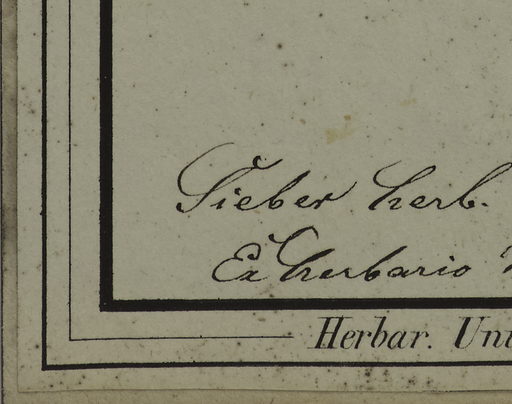 Sieber herb.
Ex herbario
Herbar. Uni